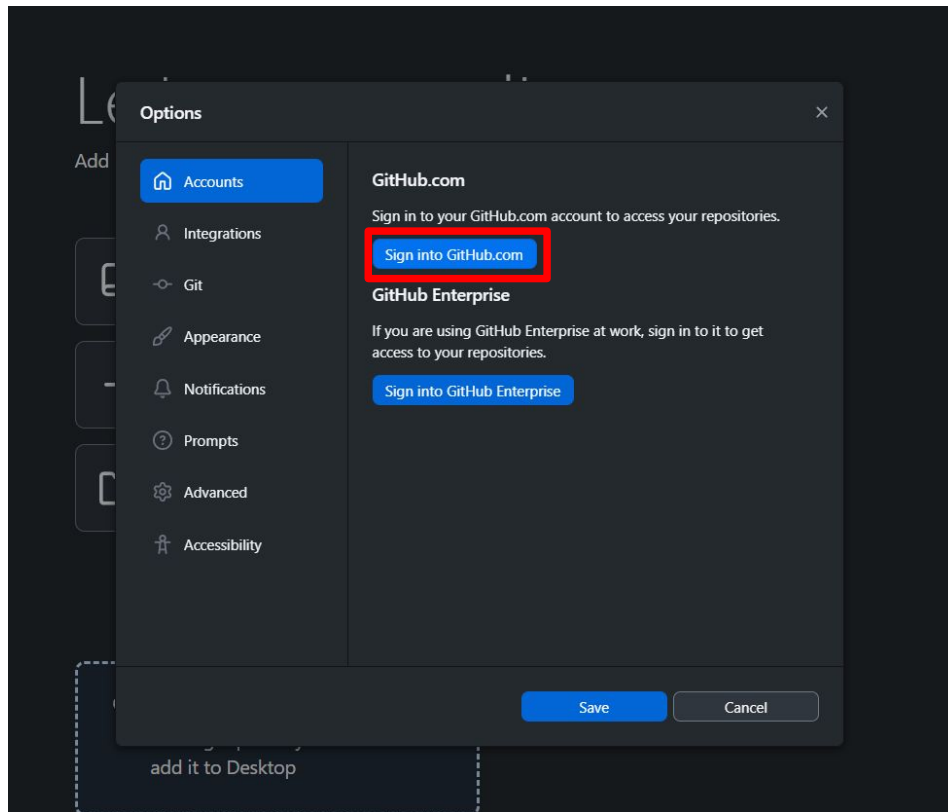 Options
Add
Accounts
Integrations
Git
Appearance
Notifications
Prompts
Advanced
Accessibility
GitHub.com
Sign in to your GitHub.com account to access your repositories.
Sign into GitHub.com
GitHub Enterprise
If you are using GitHub Enterprise at work, sign in to it to get
access to your repositories.
Sign into GitHub Enterprise
Save
Cancel
add it to Desktop